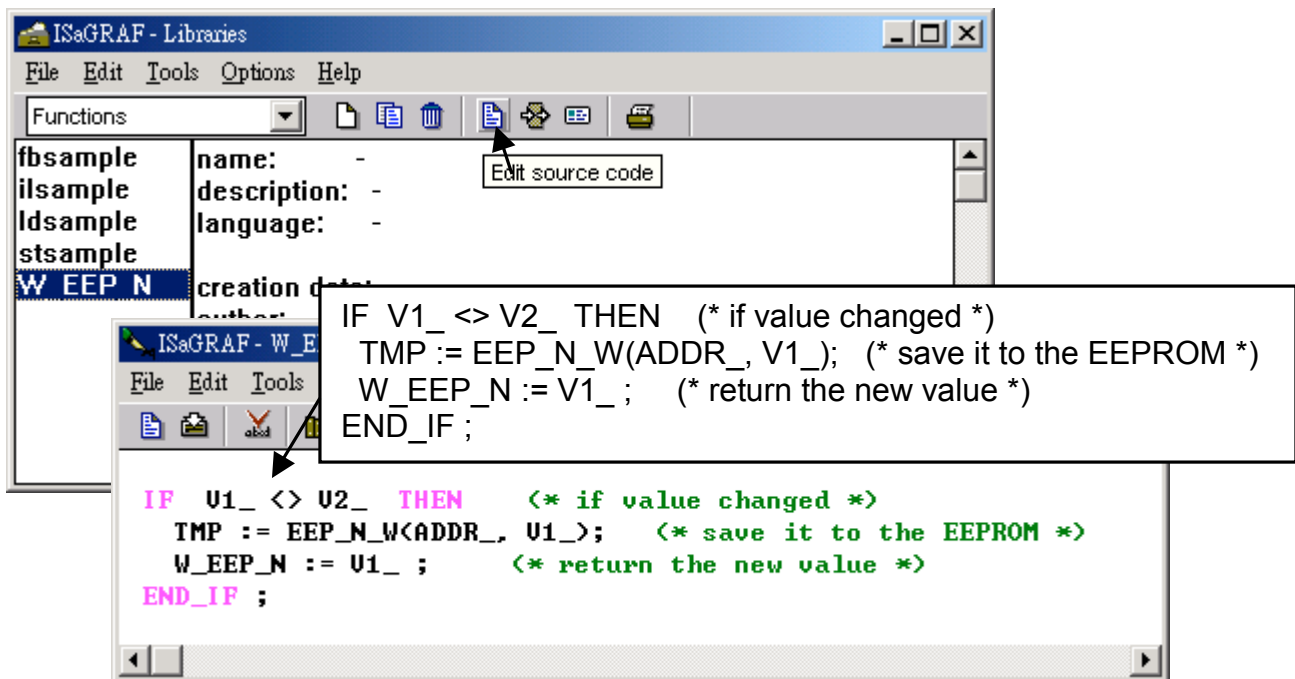 ISaGRAF - Libraries
File Edit Tools Options Help
Functions
fbsample
ilsample
ldsample
stsample
W_EEP_N
name: -
description: -
language: -
creation date:
author:
Edit source code
IF V1_ <> V2_ THEN (* if value changed *)
TMP := EEP_N_W(ADDR_, V1_); (* save it to the EEPROM *)
W_EEP_N := V1_ ; (* return the new value *)
END_IF ;
ISaGRAF - W_E
File Edit Tools
IF V1_ <> V2_ THEN (* if value changed *)
TMP := EEP_N_W(ADDR_, V1_); (* save it to the EEPROM *)
W_EEP_N := V1_ ; (* return the new value *)
END_IF ;